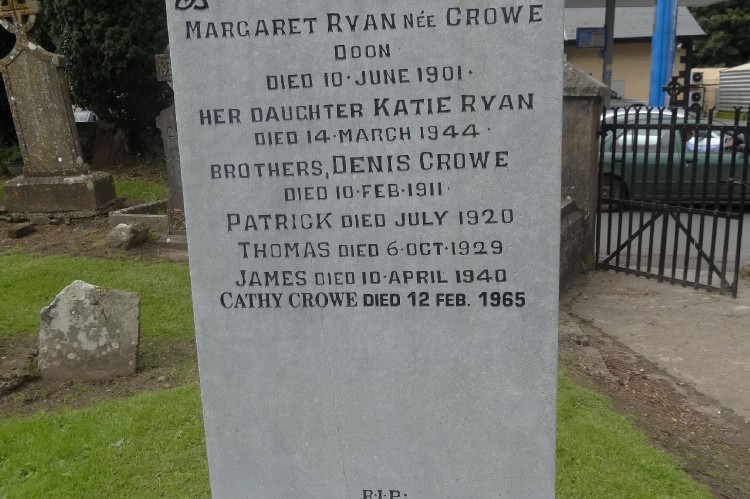 MARGARET RYAN NÉE CROWE
DOON
DIED 10·JUNE 1901·
HER DAUGHTER KATIE RYAN
DIED 14·MARCH 1944·
BROTHERS, DENIS CROWE
DIED 10·FEB·1911·
PATRICK DIED JULY 1920
THOMAS DIED 6·OCT·1929
JAMES DIED 10·APRIL 1940
CATHY CROWE DIED 12 FEB. 1965
R·I·P·